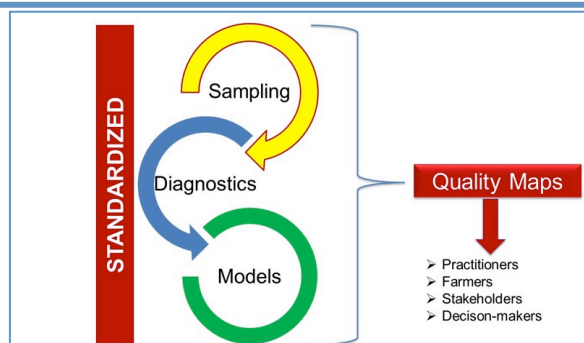 STANDARDIZED
Sampling
Diagnostics
Models
Quality Maps
➢ Practitioners
➢ Farmers
➢ Stakeholders
➢ Decison-makers